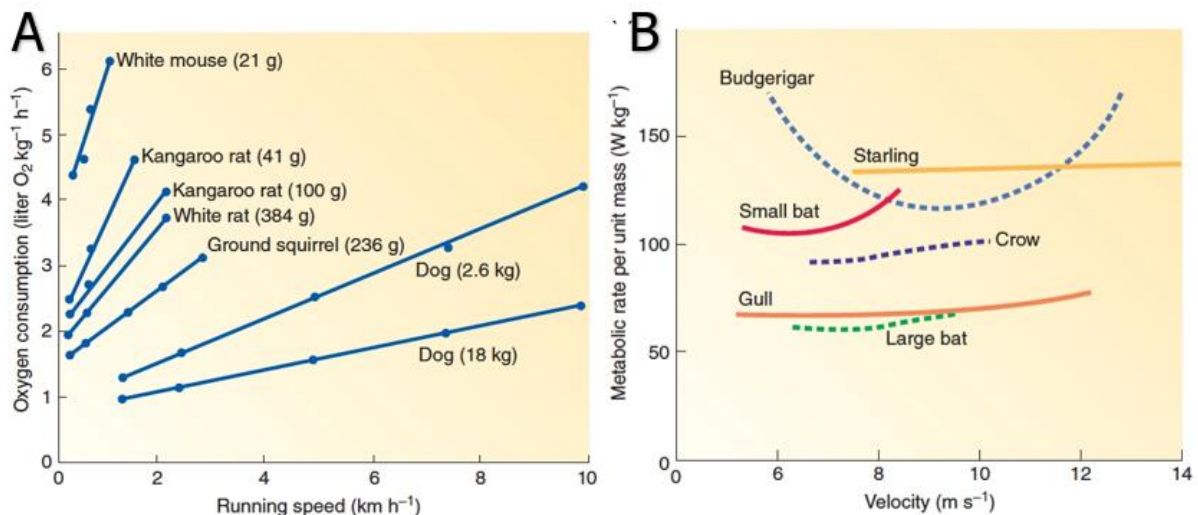 A
Oxygen consumption (liter O₂ kg⁻¹ h⁻¹)
6
5
4
3
2
1
0
White mouse (21 g)
Kangaroo rat (41 g)
Kangaroo rat (100 g)
White rat (384 g)
Ground squirrel (236 g)
Dog (2.6 kg)
Dog (18 kg)
0 2 4 6 8 10
Running speed (km h⁻¹)
B
Metabolic rate per unit mass (W kg⁻¹)
150
100
50
Budgerigar
Starling
Small bat
Crow
Gull
Large bat
0 6 8 10 12 14
Velocity (m s⁻¹)